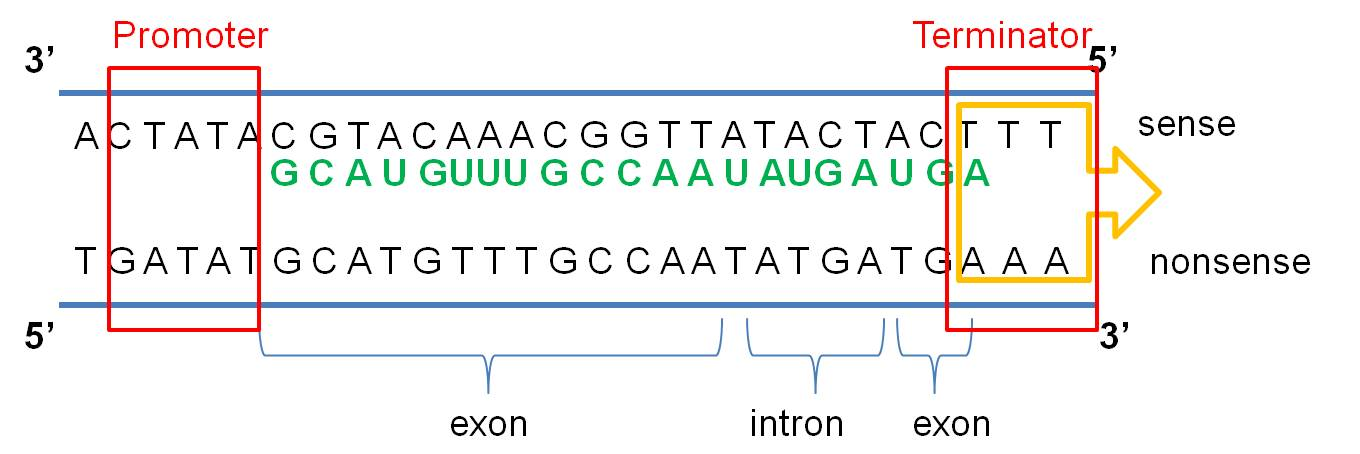 Promoter Terminator
3’ 5’
A C T A T A C G T A C A A A C G G T T A T A C T A C T T T sense
G C A U G U U U G C C A A U A U G A U G A
T G A T A T G C A T G T T T G C C A A T A T G A T G A A A nonsense
5’ 3’
exon intron exon